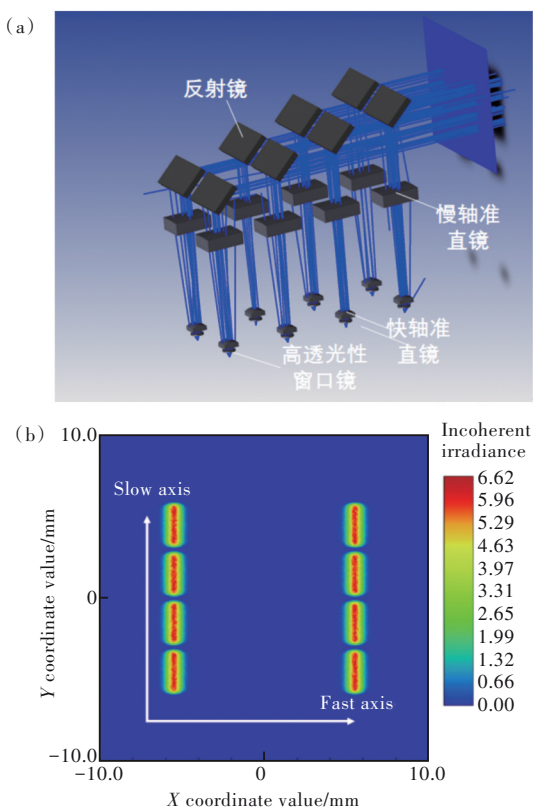 (a)
反射镜
慢轴准
直镜
快轴准
直镜
高透光性
窗口镜
(b)
Incoherent
irradiance
10.0
Slow axis
0
Fast axis
-10.0
Y coordinate value/mm
-10.0
0
10.0
X coordinate value/mm
6.62
5.96
5.29
4.63
3.97
3.31
2.65
1.99
1.32
0.66
0.00